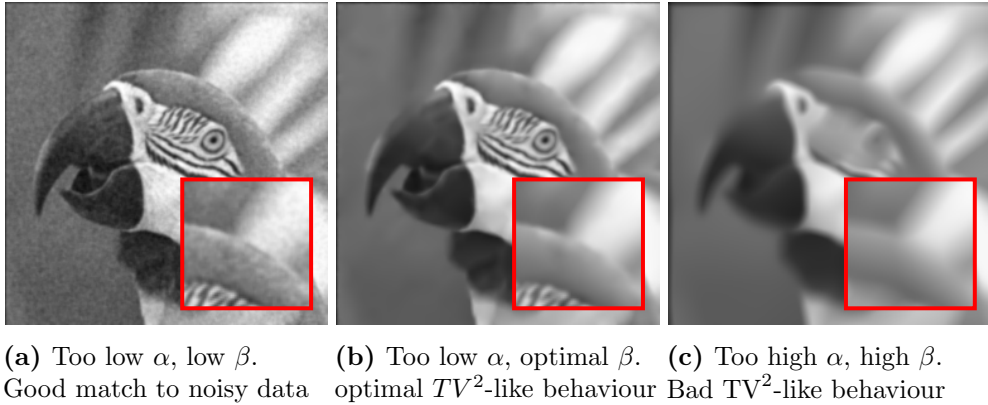 (a) Too low α, low β.
Good match to noisy data
(b) Too low α, optimal β.
optimal TV²-like behaviour
(c) Too high α, high β.
Bad TV²-like behaviour